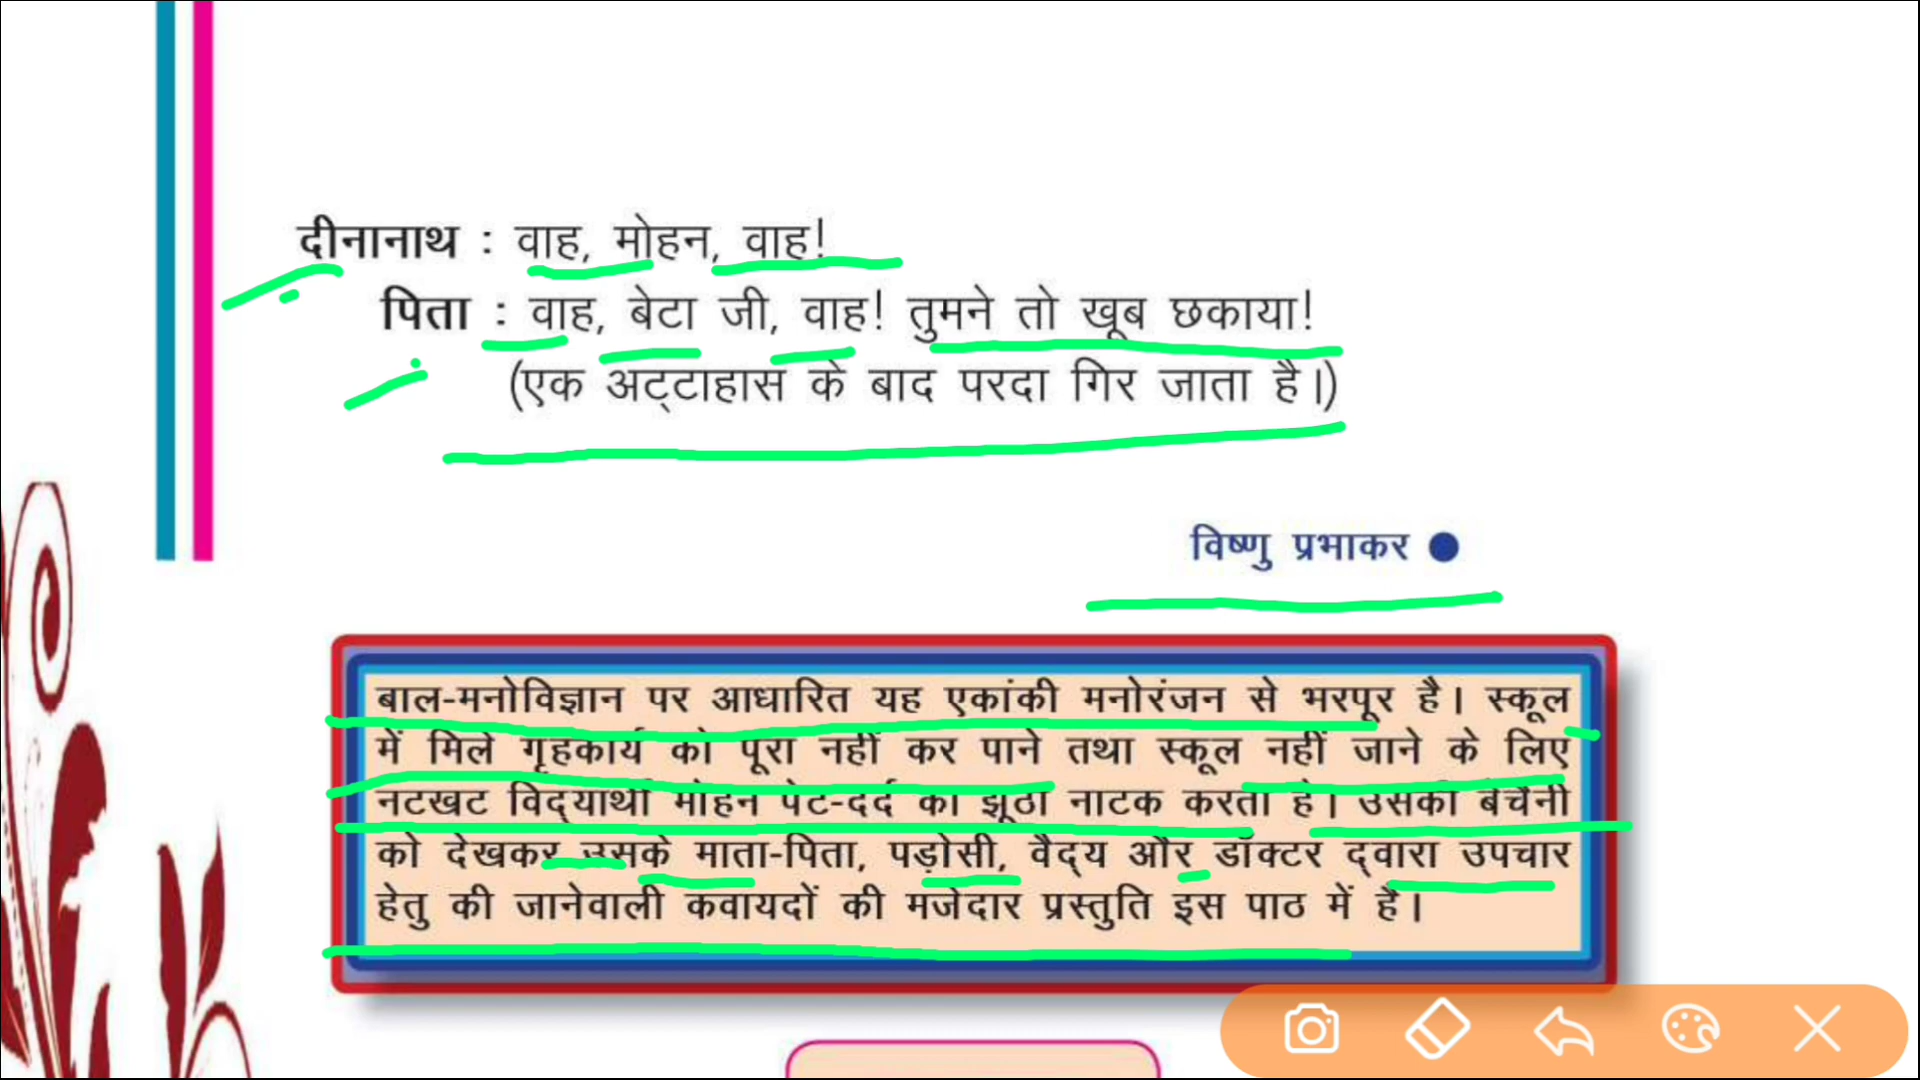 दीनानाथ : वाह, मोहन, वाह!
पिता : वाह, बेटा जी, वाह! तुमने तो खूब छकाया!
(एक अट्टाहास के बाद परदा गिर जाता है।)
विष्णु प्रभाकर ●
बाल-मनोविज्ञान पर आधारित यह एकांकी मनोरंजन से भरपूर है। स्कूल
में मिले गृहकार्य को पूरा नहीं कर पाने तथा स्कूल नहीं जाने के लिए
नटखट विद्यार्थी मोहन पेट-दर्द का झूठा नाटक करता है। उसकी बेचैनी
को देखकर उसके माता-पिता, पड़ोसी, वैद्य और डॉक्टर द्वारा उपचार
हेतु की जानेवाली कवायदों की मजेदार प्रस्तुति इस पाठ में है।